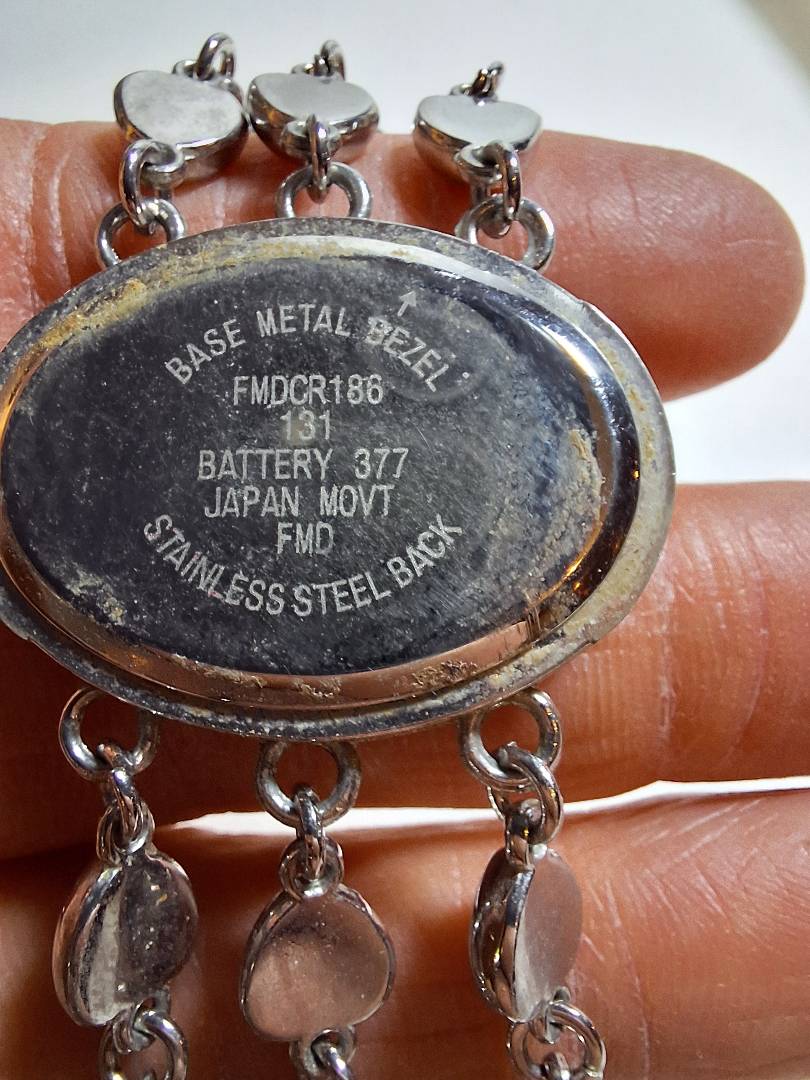 BASE METAL BEZEL
FMDCR186
131
BATTERY 377
JAPAN MOVT
FMD
STAINLESS STEEL BACK